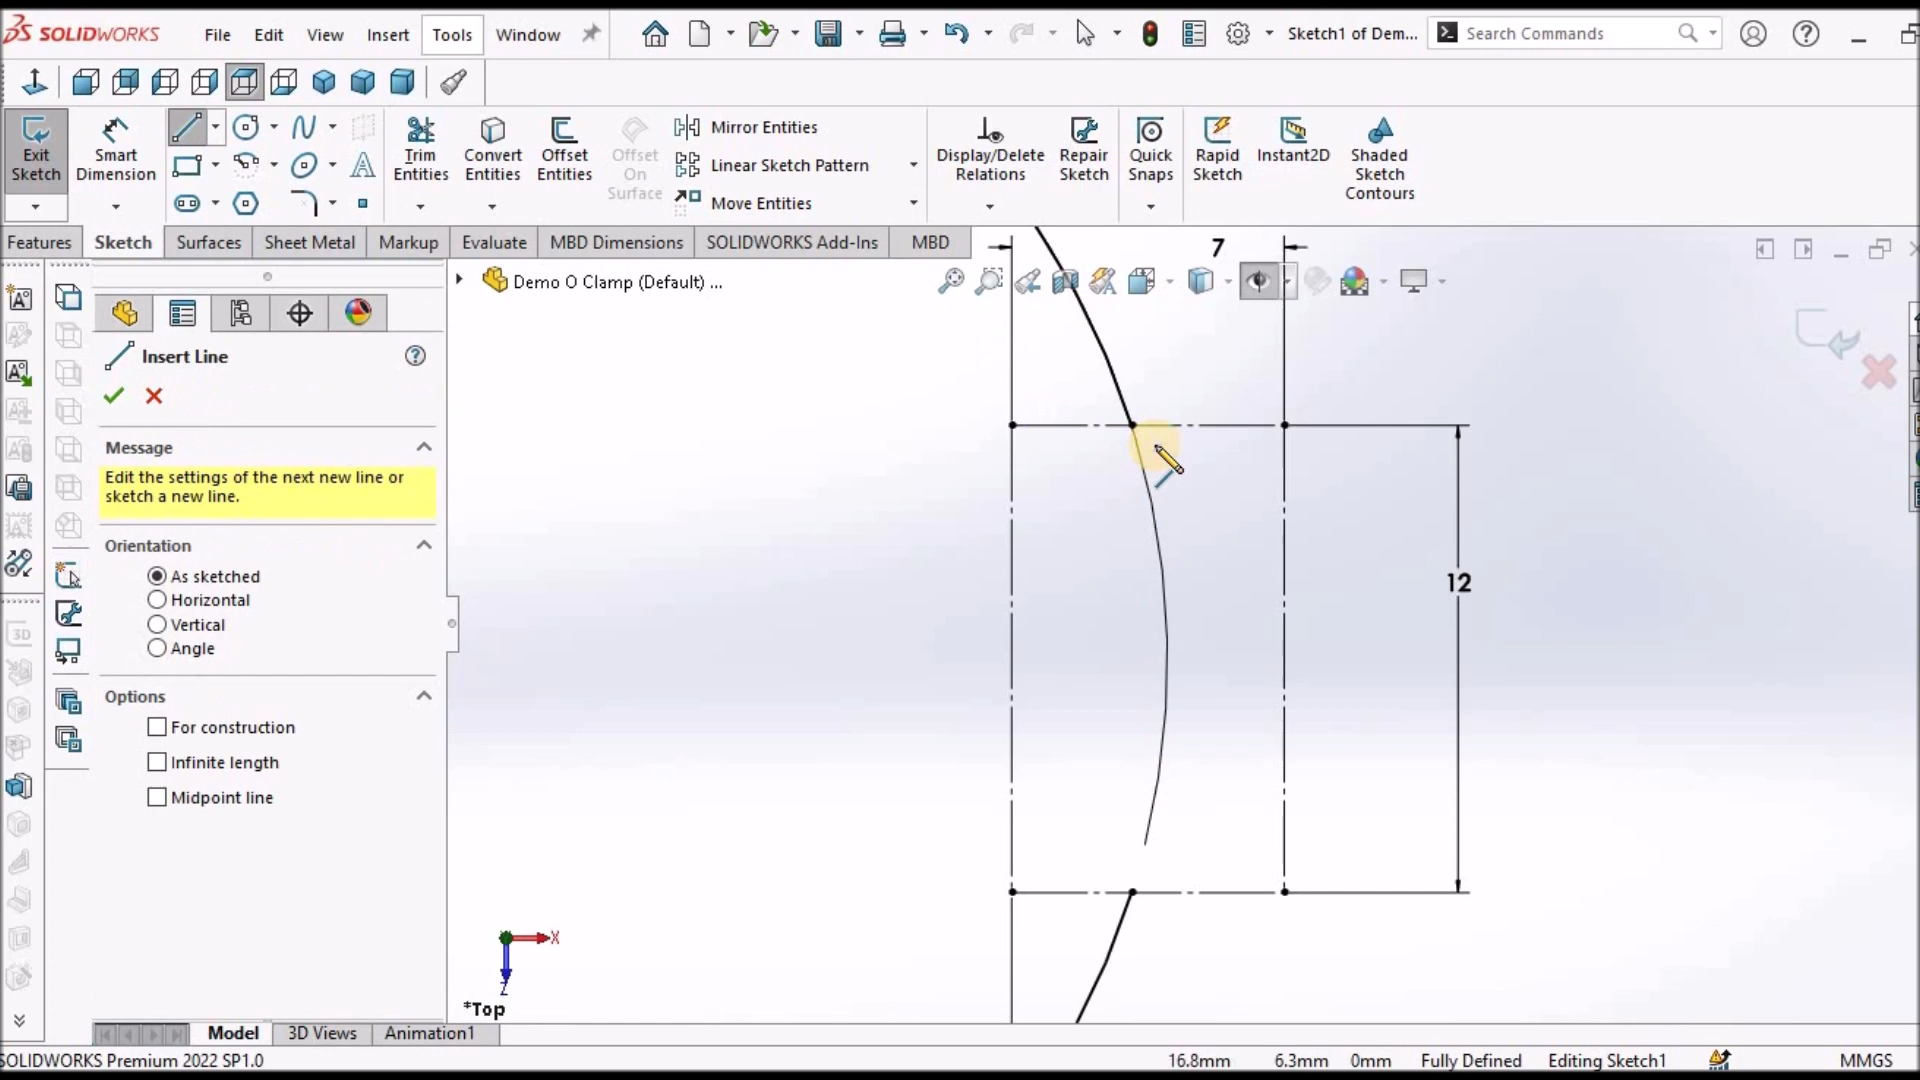 SOLIDWORKS File Edit View Insert Tools Window Sketch1 of Dem... Search Commands
Exit Sketch
Smart Dimension
Trim Entities
Convert Entities
Offset Entities
Offset On Surface
Mirror Entities
Linear Sketch Pattern
Move Entities
Display/Delete Relations
Repair Sketch
Quick Snaps
Rapid Sketch
Instant2D
Shaded Sketch Contours
Features Sketch Surfaces Sheet Metal Markup Evaluate MBD Dimensions SOLIDWORKS Add-Ins MBD
Demo O Clamp (Default) ...
7
Insert Line
Message
Edit the settings of the next new line or
sketch a new line.
Orientation
As sketched
Horizontal
Vertical
Angle
12
Options
For construction
Infinite length
Midpoint line
X
Z
*Top
Model 3D Views Animation1
SOLIDWORKS Premium 2022 SP1.0 16.8mm 6.3mm 0mm Fully Defined Editing Sketch1 MMGS